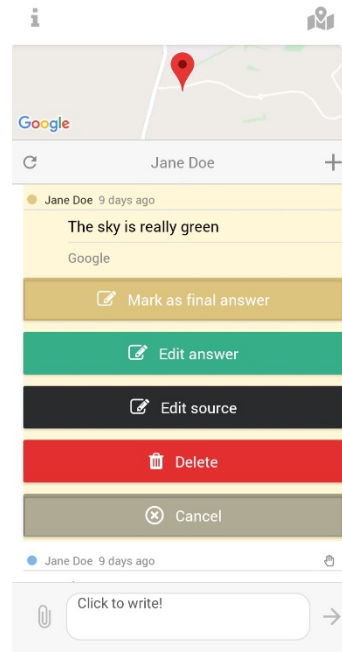 Google
Jane Doe
Jane Doe 9 days ago
The sky is really green
Google
Mark as final answer
Edit answer
Edit source
Delete
Cancel
Jane Doe 9 days ago
Click to write!